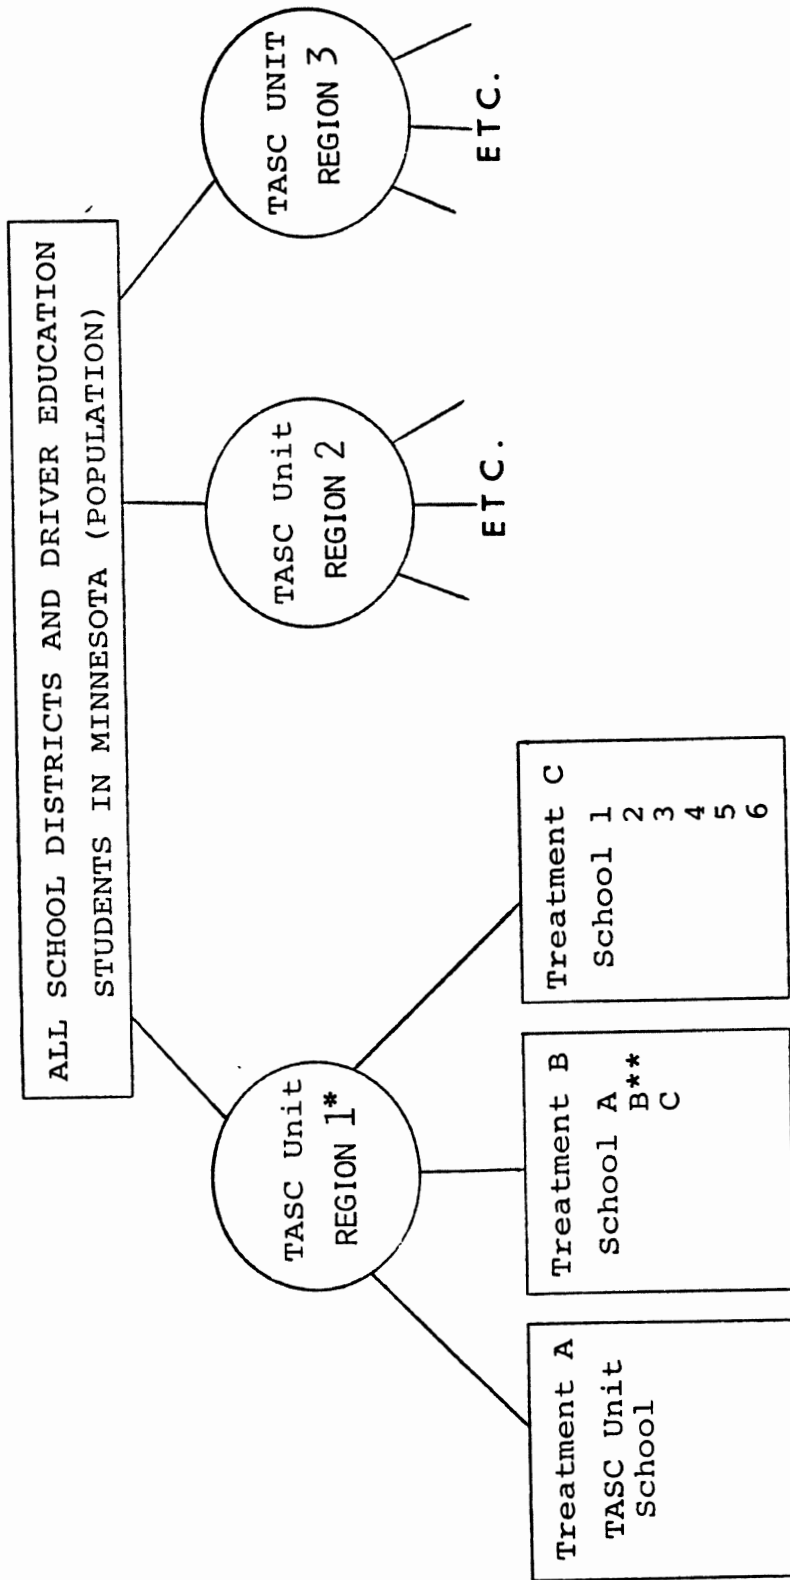 ALL SCHOOL DISTRICTS AND DRIVER EDUCATION
STUDENTS IN MINNESOTA (POPULATION)
TASC Unit
REGION 1*
TASC Unit
REGION 2
TASC UNIT
REGION 3
ETC.
ETC.
Treatment A
TASC Unit
School
Treatment B
School A
B**
C
Treatment C
School 1
2
3
4
5
6